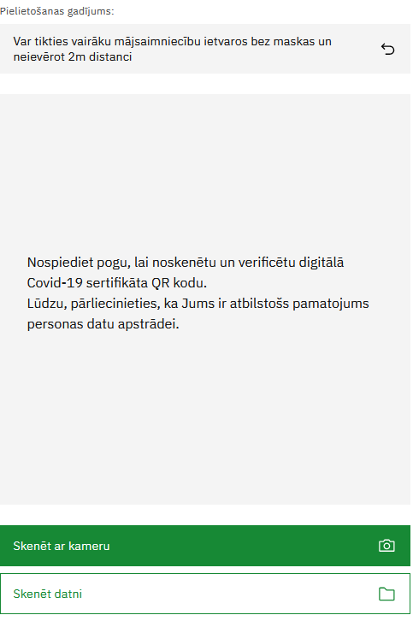 Pielietošanas gadījums:
Var tikties vairāku mājsaimniecību ietvaros bez maskas un
neievērot 2m distanci
Nospiediet pogu, lai noskenētu un verificētu digitālā
Covid-19 sertifikāta QR kodu.
Lūdzu, pārliecinieties, ka Jums ir atbilstošs pamatojums
personas datu apstrādei.
Skenēt ar kameru
Skenēt datni